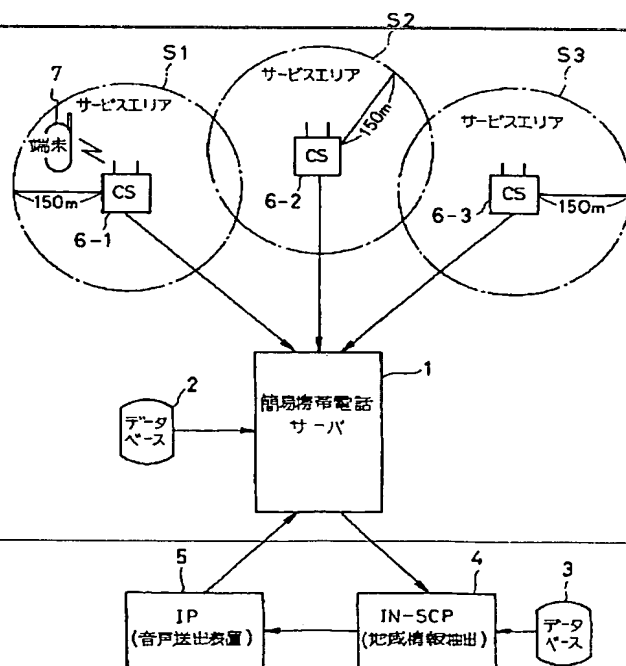 S2
S1
S3
7
サービスエリア
サービスエリア
サービスエリア
端末
150m
CS
CS
CS
150m
150m
6-1
6-2
6-3
1
2
簡易携帯電話
サーバ
データ
ベース
5
4
3
IP
(音声送出装置)
IN-SCP
(地域情報抽出)
データ
ベース